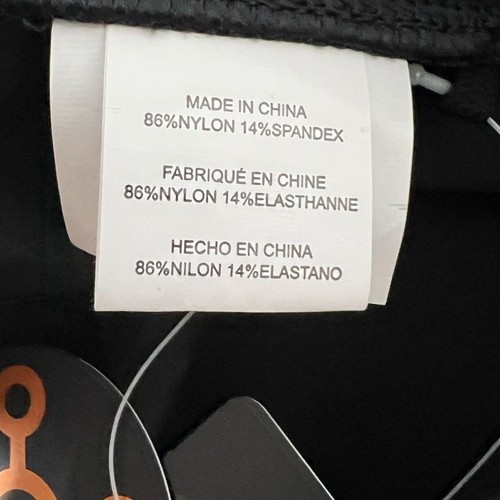 MADE IN CHINA
86%NYLON 14%SPANDEX
FABRIQUÉ EN CHINE
86%NYLON 14%ELASTHANNE
HECHO EN CHINA
86%NILON 14%ELASTANO